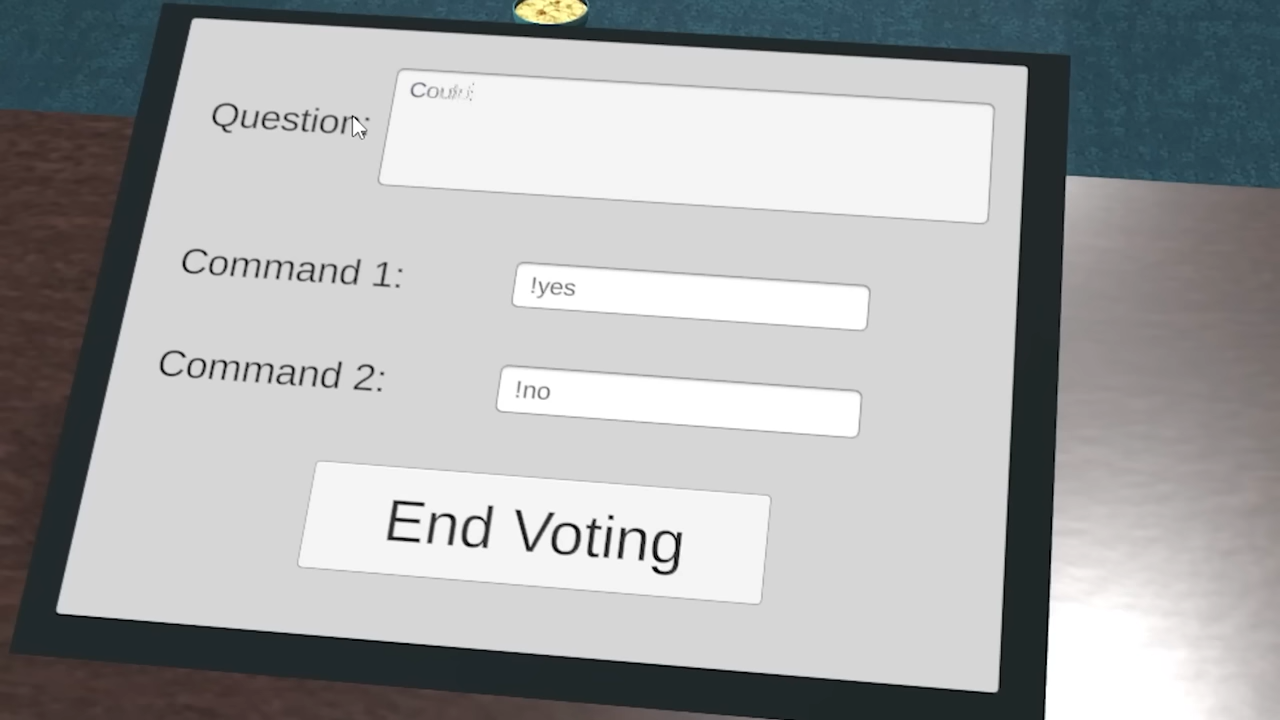 Question:
Command 1:
!yes
Command 2:
!no
End Voting